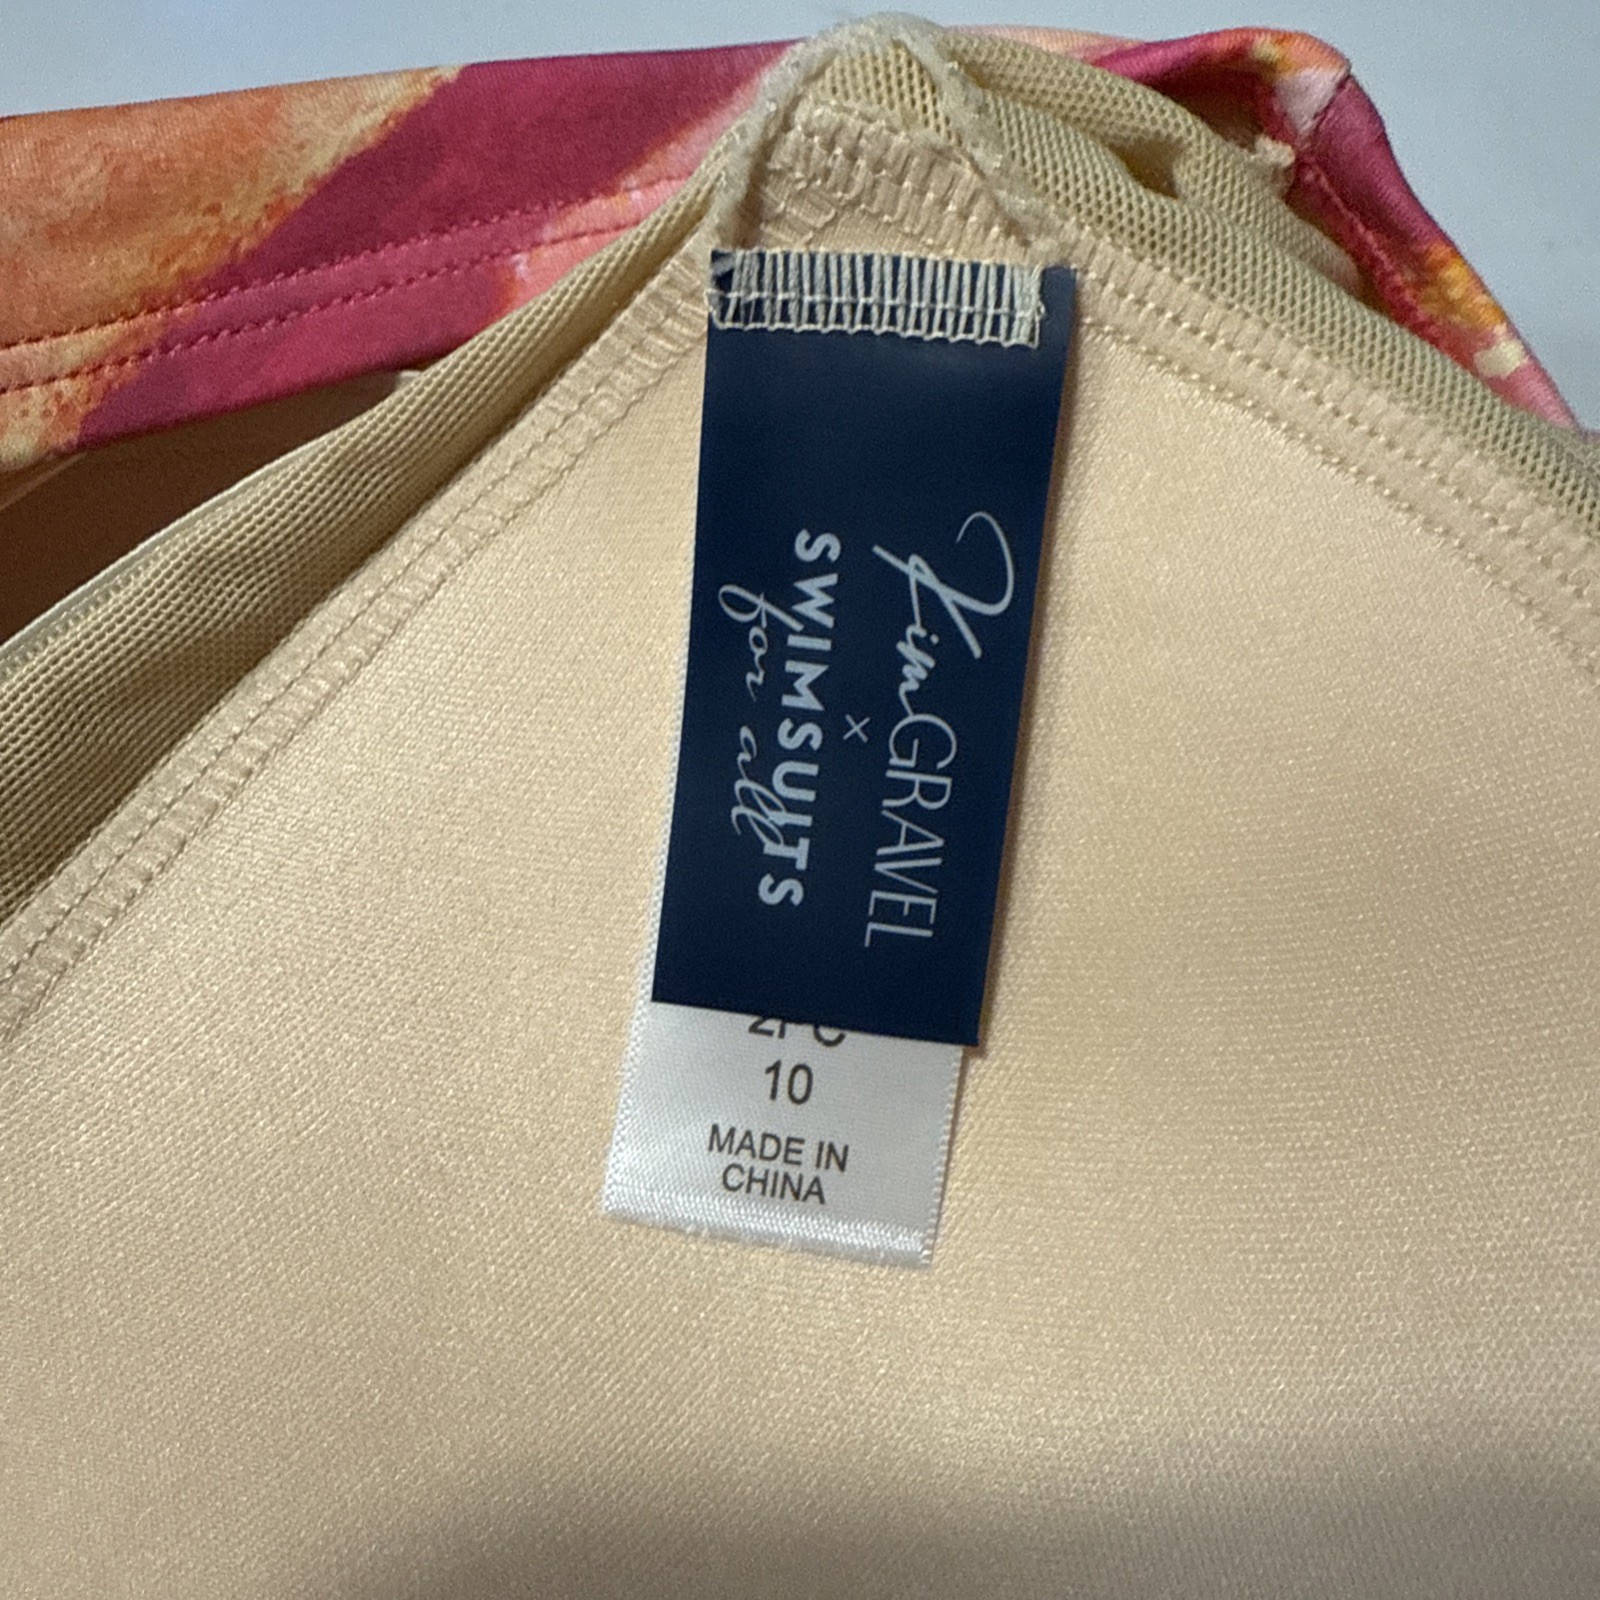 Kim GRAVEL
×
SWIMSUITS
for all
10
MADE IN
CHINA